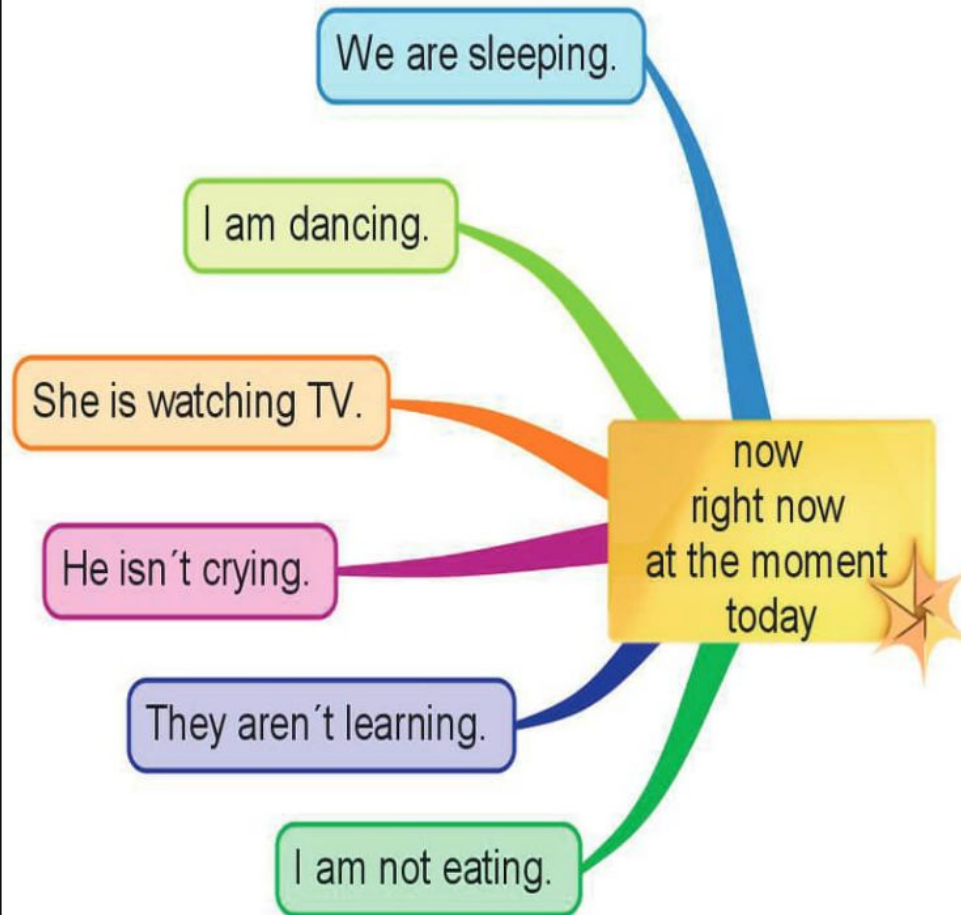 We are sleeping.
I am dancing.
She is watching TV.
now
right now
at the moment
today
He isn´t crying.
They aren´t learning.
I am not eating.